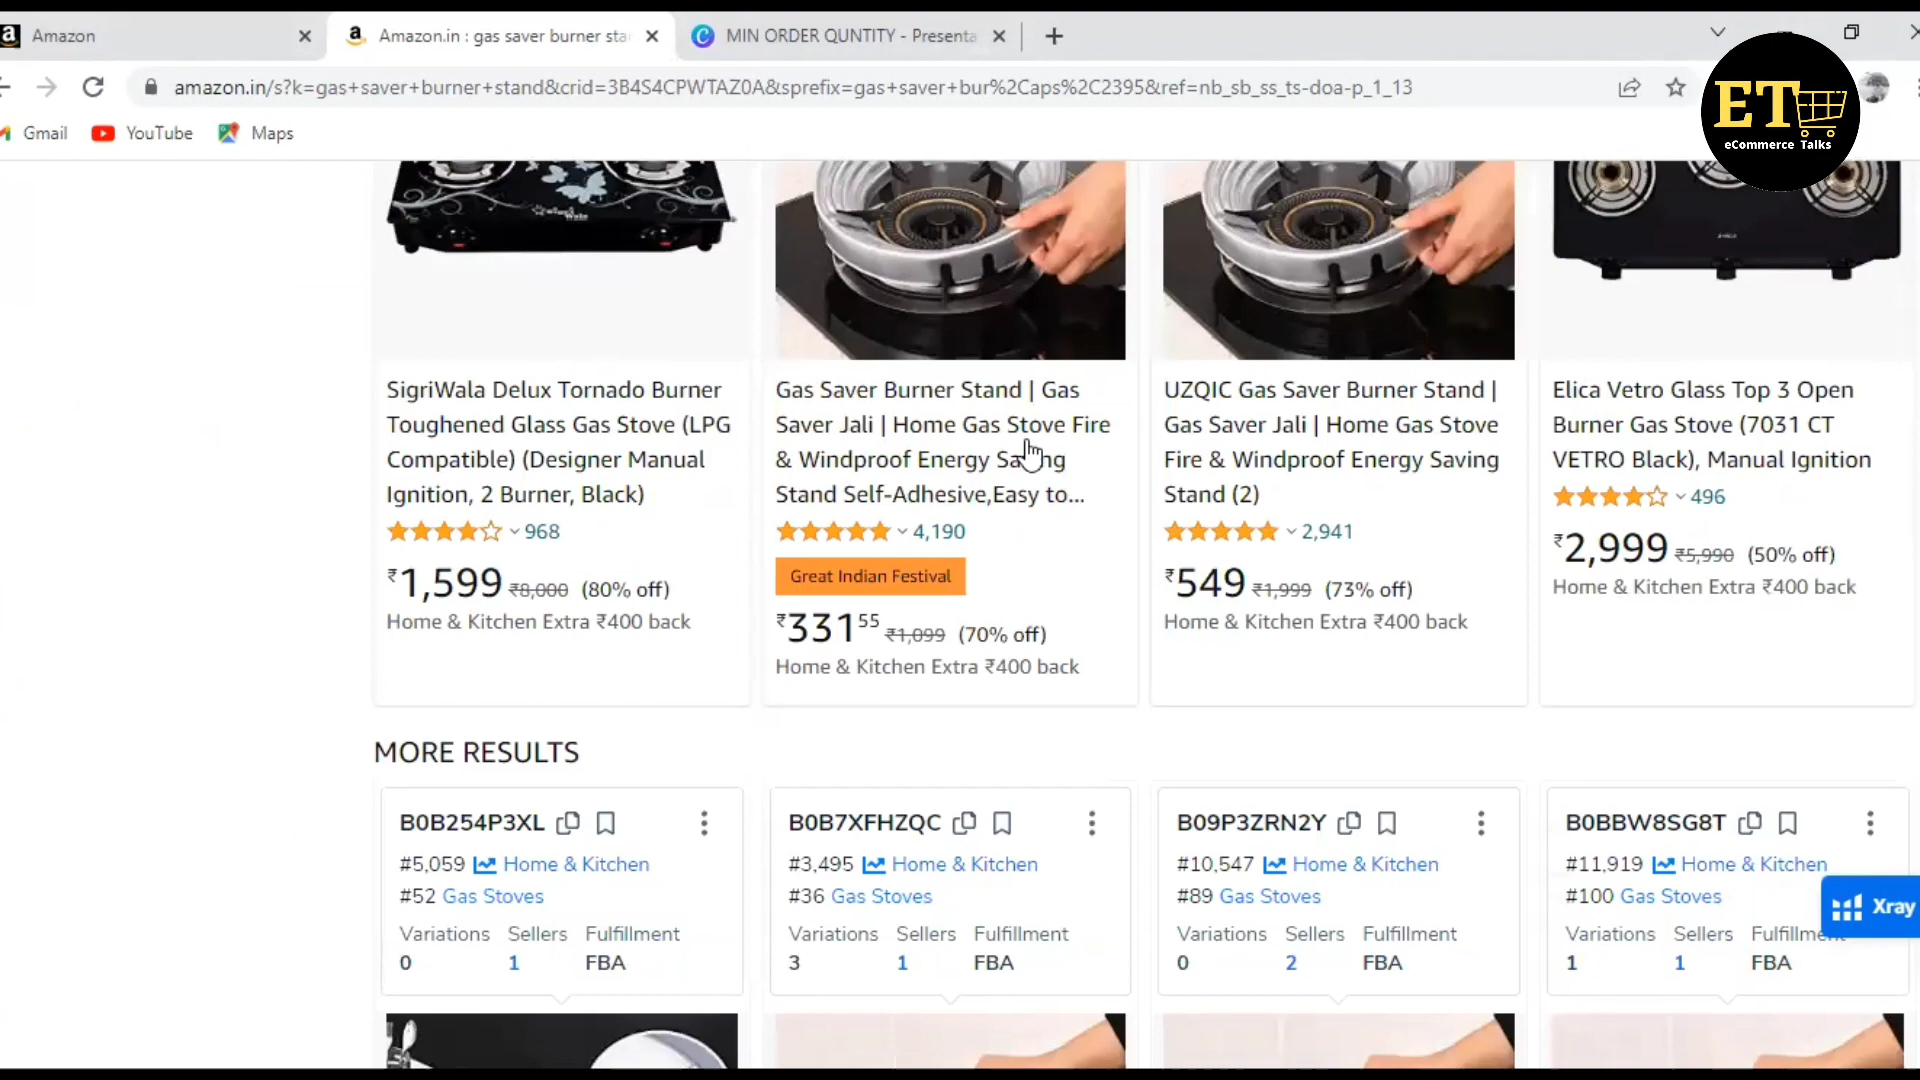 Amazon
Amazon.in : gas saver burner sta
MIN ORDER QUNTITY - Presenta
amazon.in/s?k=gas+saver+burner+stand&crid=3B4S4CPWTAZ0A&sprefix=gas+saver+bur%2Caps%2C2395&ref=nb_sb_ss_ts-doa-p_1_13
ET
eCommerce Talks
Gmail
YouTube
Maps
SigriWala Delux Tornado Burner
Toughened Glass Gas Stove (LPG
Compatible) (Designer Manual
Ignition, 2 Burner, Black)
968
₹1,599 ₹8,000 (80% off)
Home & Kitchen Extra ₹400 back
Gas Saver Burner Stand | Gas
Saver Jali | Home Gas Stove Fire
& Windproof Energy Saving
Stand Self-Adhesive,Easy to...
4,190
Great Indian Festival
₹331 55 ₹1,099 (70% off)
Home & Kitchen Extra ₹400 back
UZQIC Gas Saver Burner Stand |
Gas Saver Jali | Home Gas Stove
Fire & Windproof Energy Saving
Stand (2)
2,941
₹549 ₹1,999 (73% off)
Home & Kitchen Extra ₹400 back
Elica Vetro Glass Top 3 Open
Burner Gas Stove (7031 CT
VETRO Black), Manual Ignition
496
₹2,999 ₹5,990 (50% off)
Home & Kitchen Extra ₹400 back
MORE RESULTS
B0B254P3XL
#5,059 Home & Kitchen
#52 Gas Stoves
Variations Sellers Fulfillment
0 1 FBA
B0B7XFHZQC
#3,495 Home & Kitchen
#36 Gas Stoves
Variations Sellers Fulfillment
3 1 FBA
B09P3ZRN2Y
#10,547 Home & Kitchen
#89 Gas Stoves
Variations Sellers Fulfillment
0 2 FBA
B0BBW8SG8T
#11,919 Home & Kitchen
#100 Gas Stoves
Variations Sellers Fulfillme
1 1 FBA
Xray